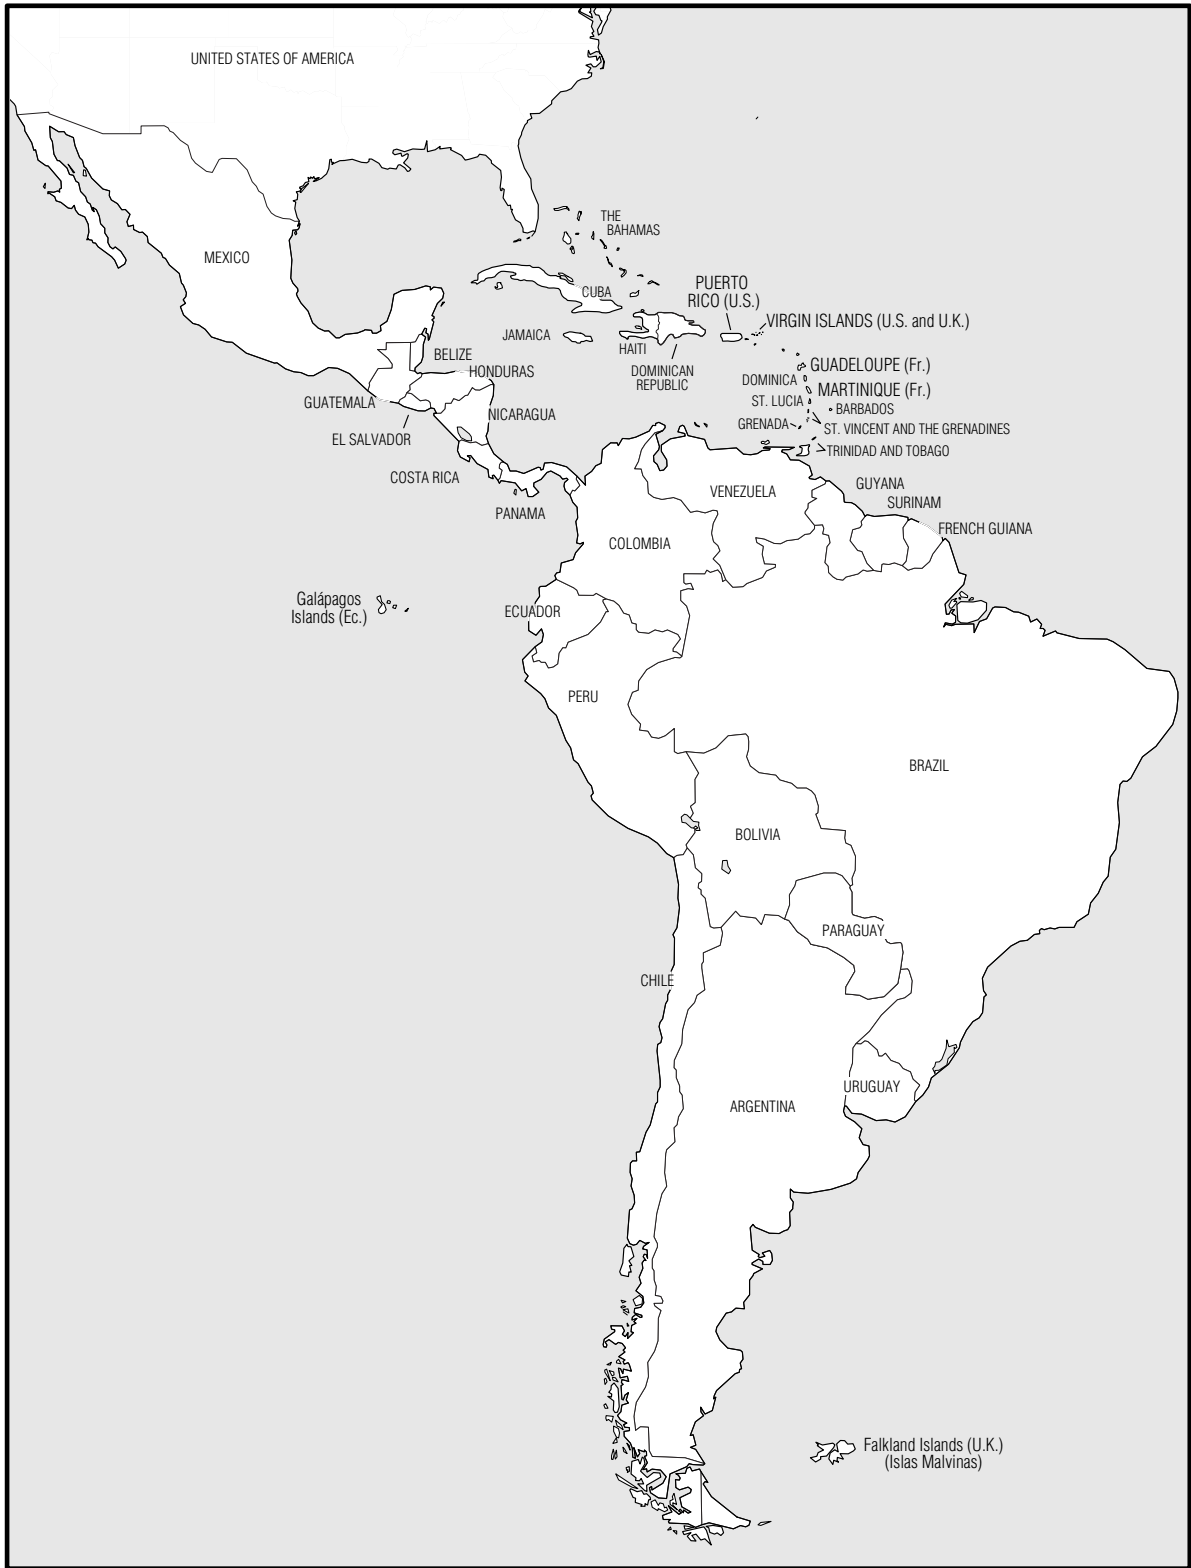 UNITED STATES OF AMERICA
MEXICO
THE
BAHAMAS
CUBA
PUERTO
RICO (U.S.)
VIRGIN ISLANDS (U.S. and U.K.)
JAMAICA
HAITI
DOMINICAN
REPUBLIC
BELIZE
HONDURAS
GUADELOUPE (Fr.)
DOMINICA
MARTINIQUE (Fr.)
GUATEMALA
NICARAGUA
ST. LUCIA
BARBADOS
EL SALVADOR
GRENADA
ST. VINCENT AND THE GRENADINES
TRINIDAD AND TOBAGO
COSTA RICA
PANAMA
VENEZUELA
GUYANA
SURINAM
FRENCH GUIANA
COLOMBIA
Galápagos
Islands (Ec.)
ECUADOR
PERU
BRAZIL
BOLIVIA
PARAGUAY
CHILE
URUGUAY
ARGENTINA
Falkland Islands (U.K.)
(Islas Malvinas)